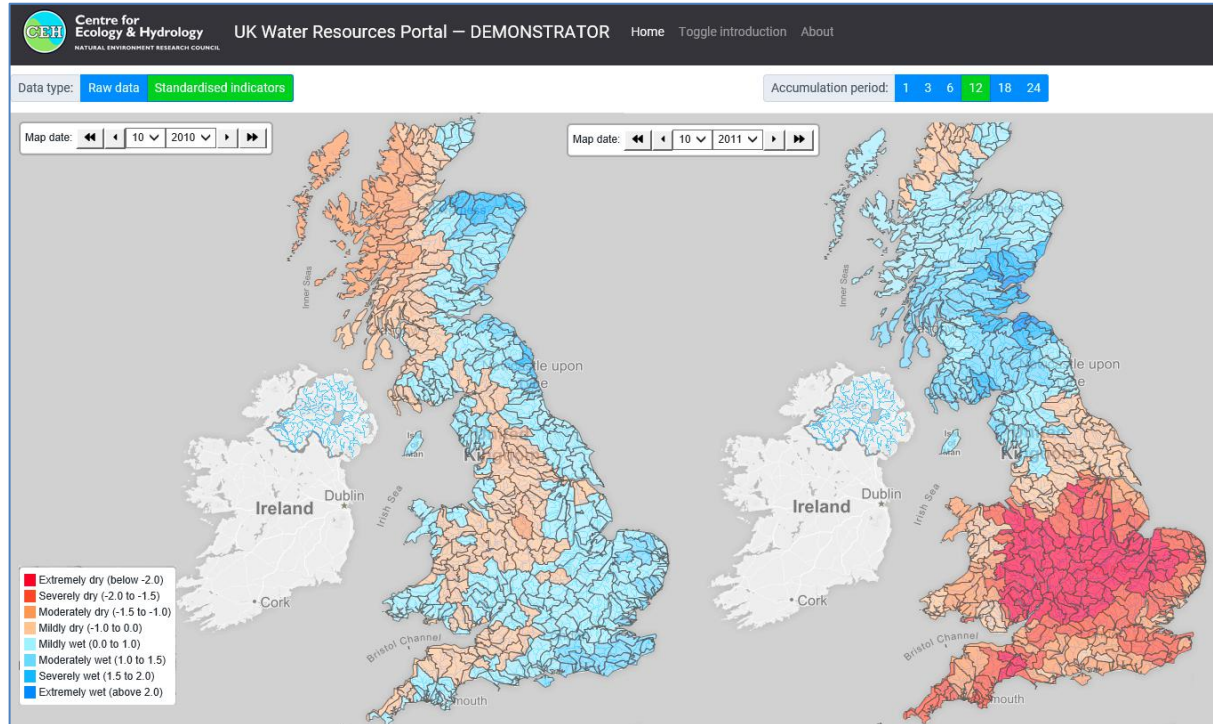 CEH
Centre for
Ecology & Hydrology
NATURAL ENVIRONMENT RESEARCH COUNCIL
UK Water Resources Portal — DEMONSTRATOR Home Toggle introduction About
Data type: Raw data Standardised indicators
Accumulation period: 1 3 6 12 18 24
Map date: 10 2010
Map date: 10 2011
Inner Seas
Inner Seas
upon
upon
Man
Man
Dublin
Dublin
Irish Sea
Irish Sea
Ireland
Ireland
Cork
Cork
Bristol Channel
Bristol Channel
mouth
mouth
Extremely dry (below -2.0)
Severely dry (-2.0 to -1.5)
Moderately dry (-1.5 to -1.0)
Mildly dry (-1.0 to 0.0)
Mildly wet (0.0 to 1.0)
Moderately wet (1.0 to 1.5)
Severely wet (1.5 to 2.0)
Extremely wet (above 2.0)